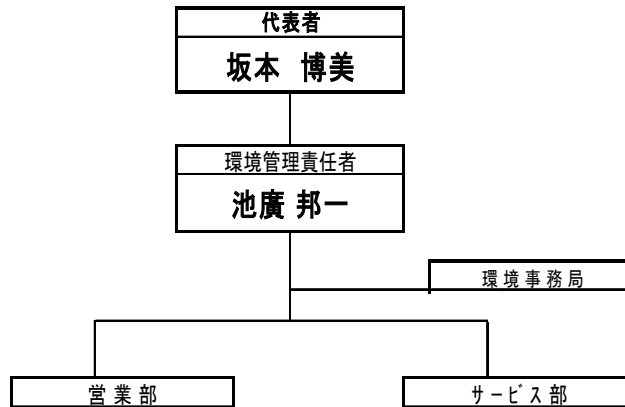 代表者
坂本 博美
環境管理責任者
池廣 邦一
環境事務局
営業部
ｻｰﾋﾞｽ部